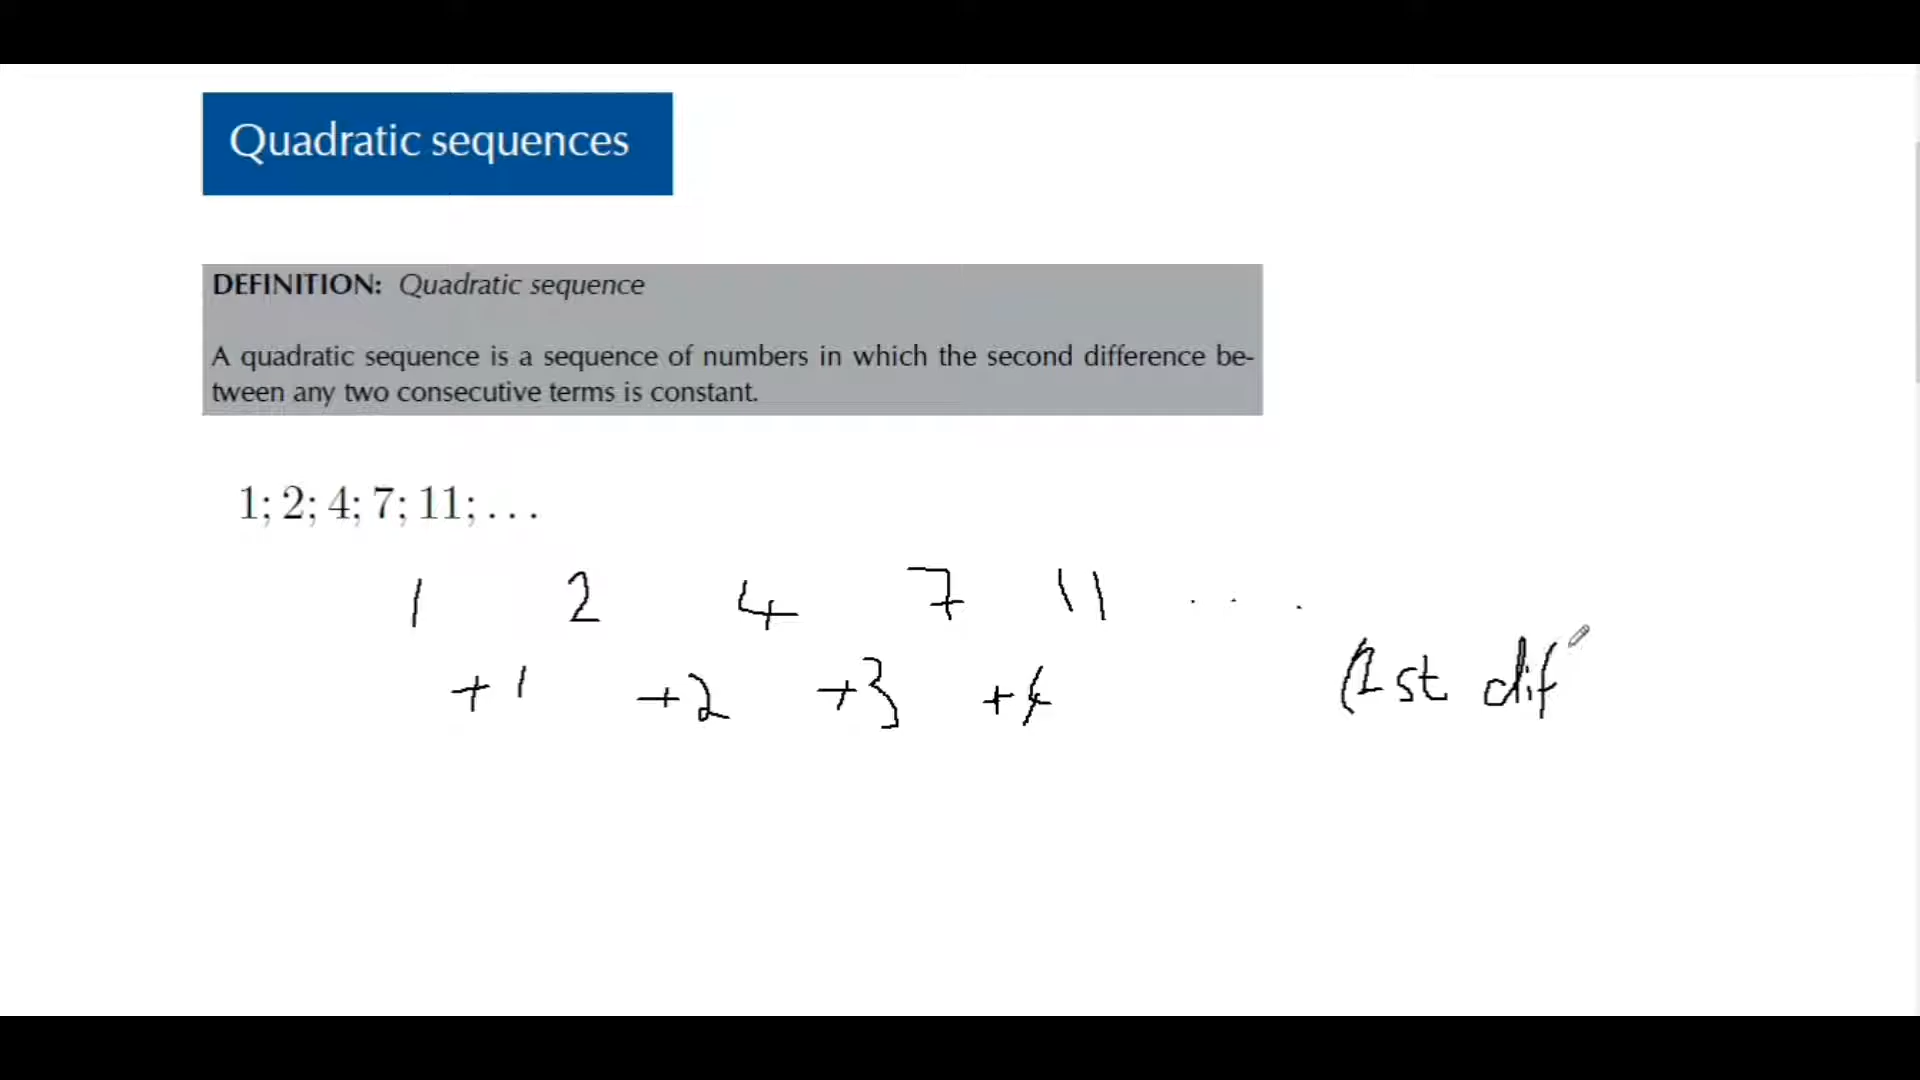 Quadratic sequences
DEFINITION: Quadratic sequence
A quadratic sequence is a sequence of numbers in which the second difference be-
tween any two consecutive terms is constant.
1; 2; 4; 7; 11; . . .
1 2 4 7 11 . . .
+1 +2 +3 +4 (1st dif